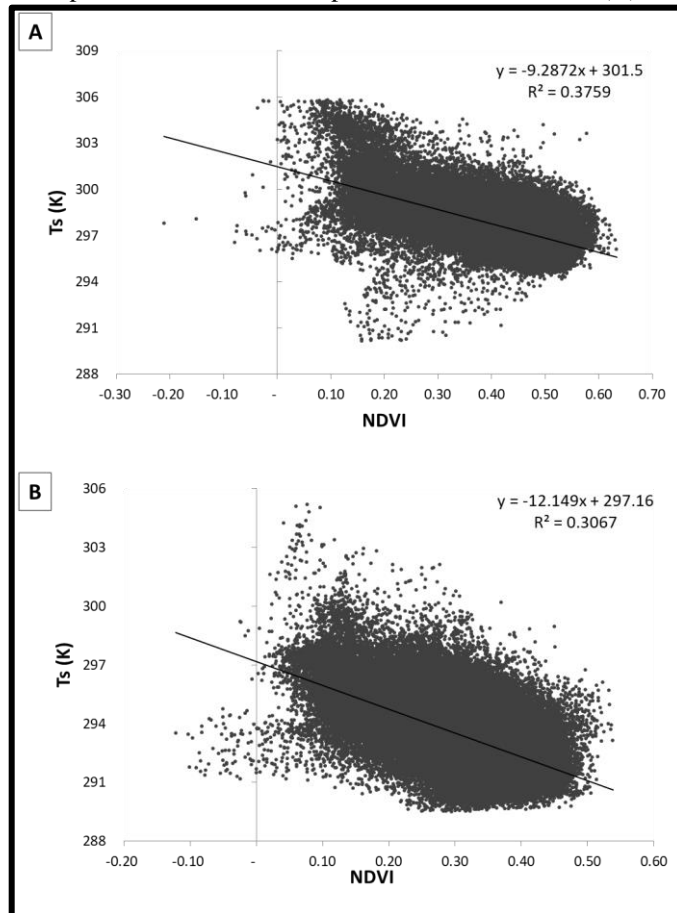 A
309
306
303
300
297
294
291
288
Ts (K)
y = -9.2872x + 301.5
R² = 0.3759
-0.30 -0.20 -0.10 - 0.10 0.20 0.30 0.40 0.50 0.60 0.70
NDVI
B
306
303
300
297
294
291
288
Ts (K)
y = -12.149x + 297.16
R² = 0.3067
-0.20 -0.10 - 0.10 0.20 0.30 0.40 0.50 0.60
NDVI